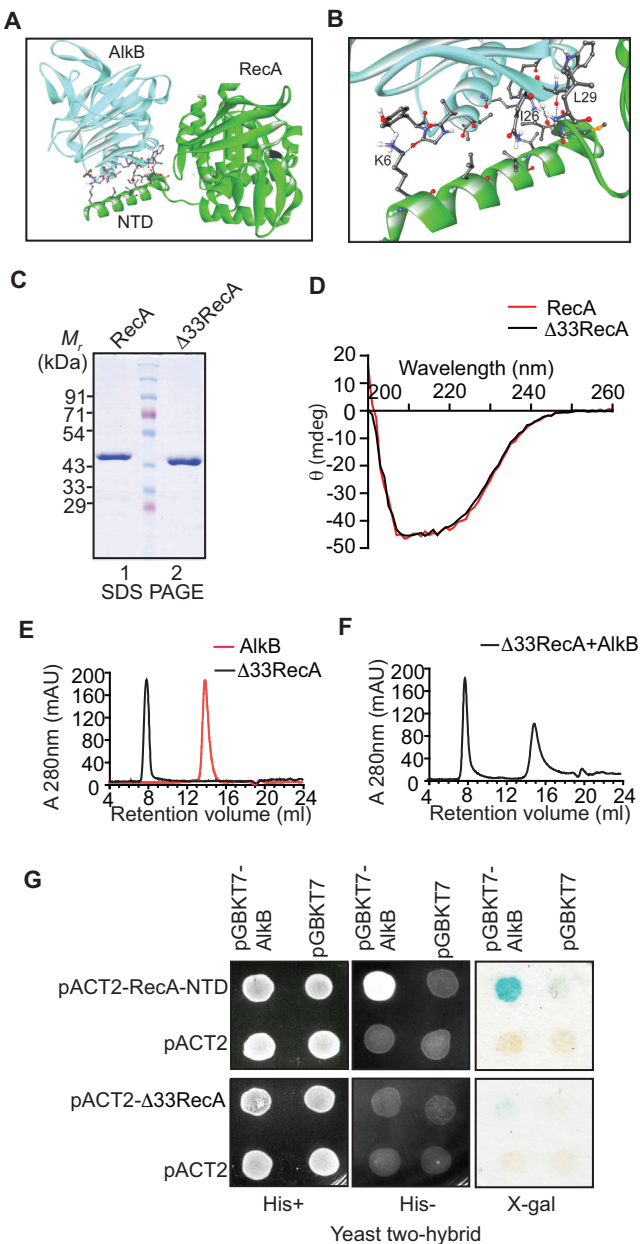 A
AlkB
RecA
NTD
B
L29
I26
K6
C
RecA
Δ33RecA
Mr
(kDa)
91
71
54
43
33
29
1 2
SDS PAGE
D
RecA
Δ33RecA
Wavelength (nm)
200 220 240 260
20
10
0
-10
-20
-30
-40
-50
θ (mdeg)
E
AlkB
Δ33RecA
A 280nm (mAU)
200
160
120
80
40
0
4 8 12 16 20 24
Retention volume (ml)
F
Δ33RecA+AlkB
A 280nm (mAU)
200
160
120
80
40
0
4 8 12 16 20 24
Retention volume (ml)
G
pGBKT7-
AlkB
pGBKT7
pGBKT7-
AlkB
pGBKT7
pGBKT7-
AlkB
pGBKT7
pACT2-RecA-NTD
pACT2
pACT2-Δ33RecA
pACT2
His+ His- X-gal
Yeast two-hybrid